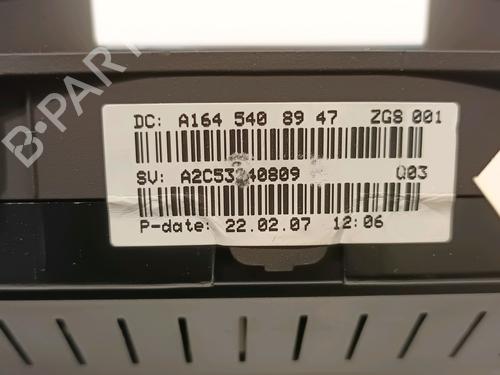 DC: A164 540 89 47 ZGS 001
SV: Q03
P-date: 22.02.07 12:06
B-PART